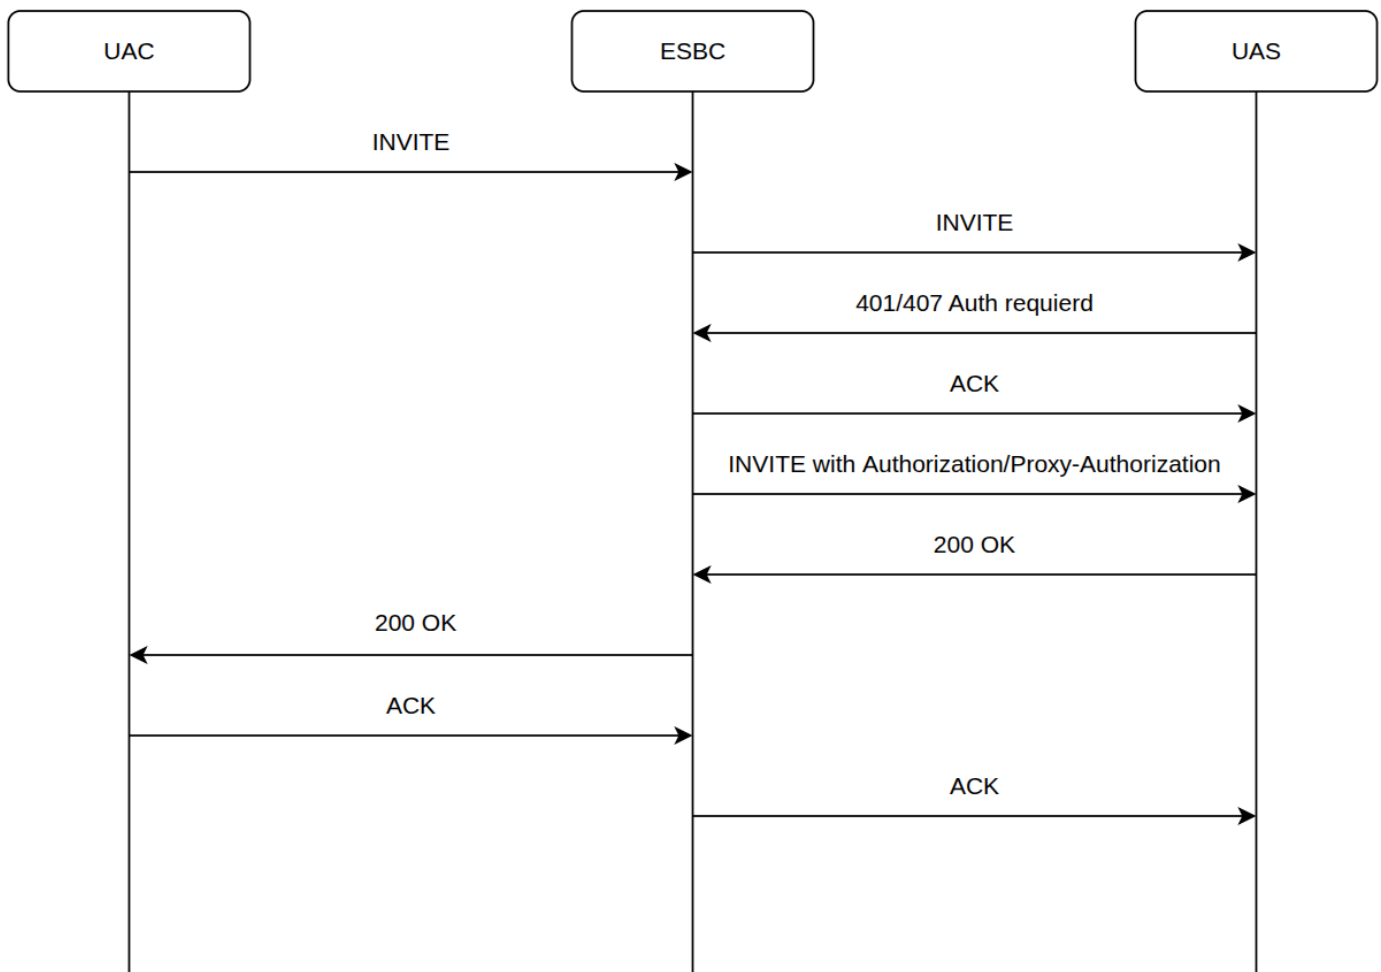 UAC
ESBC
UAS
INVITE
INVITE
401/407 Auth requierd
ACK
INVITE with Authorization/Proxy-Authorization
200 OK
200 OK
ACK
ACK